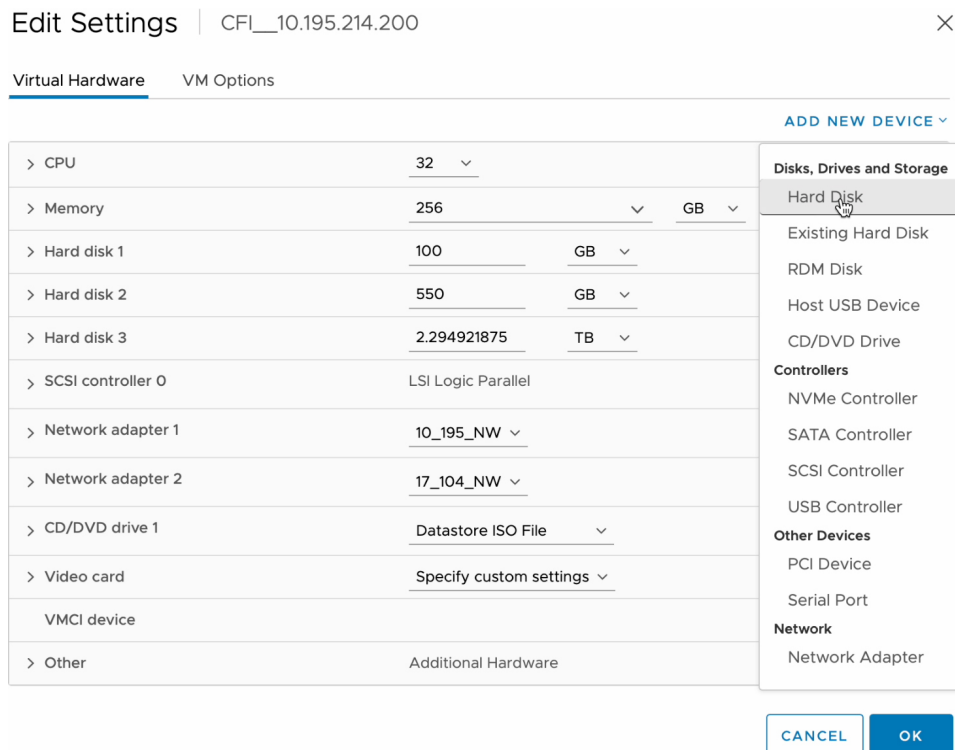 Edit Settings CFI__10.195.214.200
Virtual Hardware VM Options
ADD NEW DEVICE
CPU 32
Memory 256 GB
Hard disk 1 100 GB
Hard disk 2 550 GB
Hard disk 3 2.294921875 TB
SCSI controller 0 LSI Logic Parallel
Network adapter 1 10_195_NW
Network adapter 2 17_104_NW
CD/DVD drive 1 Datastore ISO File
Video card Specify custom settings
VMCI device
Other Additional Hardware
Disks, Drives and Storage
Hard Disk
Existing Hard Disk
RDM Disk
Host USB Device
CD/DVD Drive
Controllers
NVMe Controller
SATA Controller
SCSI Controller
USB Controller
Other Devices
PCI Device
Serial Port
Network
Network Adapter
CANCEL OK